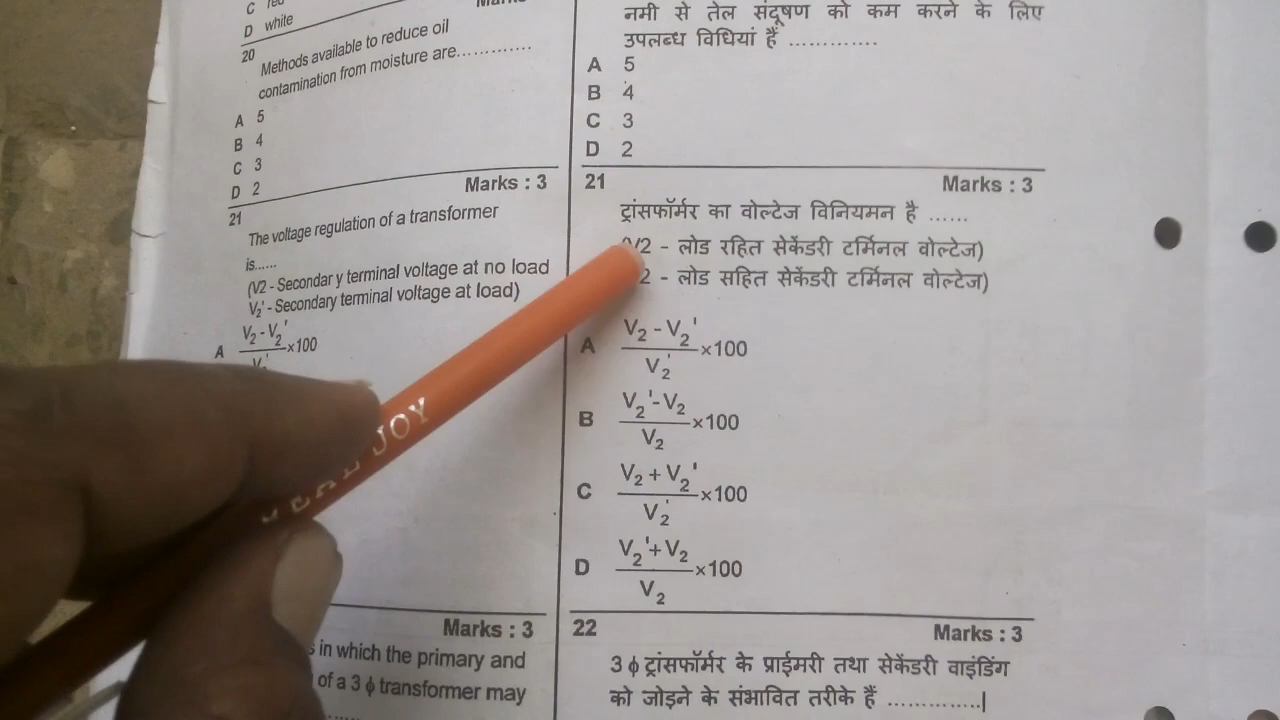 C
D white
20
Methods available to reduce oil
contamination from moisture are.............
A 5
B 4
C 3
D 2
Marks : 3
21
The voltage regulation of a transformer
is......
(V2 - Secondar y terminal voltage at no load
V₂' - Secondary terminal voltage at load)
A V₂ - V₂' ×100
Marks : 3
in which the primary and
of a 3 ϕ transformer may
नमी से तेल संदूषण को कम करने के लिए
उपलब्ध विधियां हैं .............
A 5
B 4
C 3
D 2
21 Marks : 3
ट्रांसफॉर्मर का वोल्टेज विनियमन है ......
V2 - लोड रहित सेकेंडरी टर्मिनल वोल्टेज)
2 - लोड सहित सेकेंडरी टर्मिनल वोल्टेज)
A V₂ - V₂' / V₂' ×100
B V₂' - V₂ / V₂ ×100
C V₂ + V₂' / V₂' ×100
D V₂' + V₂ / V₂ ×100
22 Marks : 3
3 ϕ ट्रांसफॉर्मर के प्राईमरी तथा सेकेंडरी वाइंडिंग
को जोड़ने के संभावित तरीके हैं ...............|
JOY